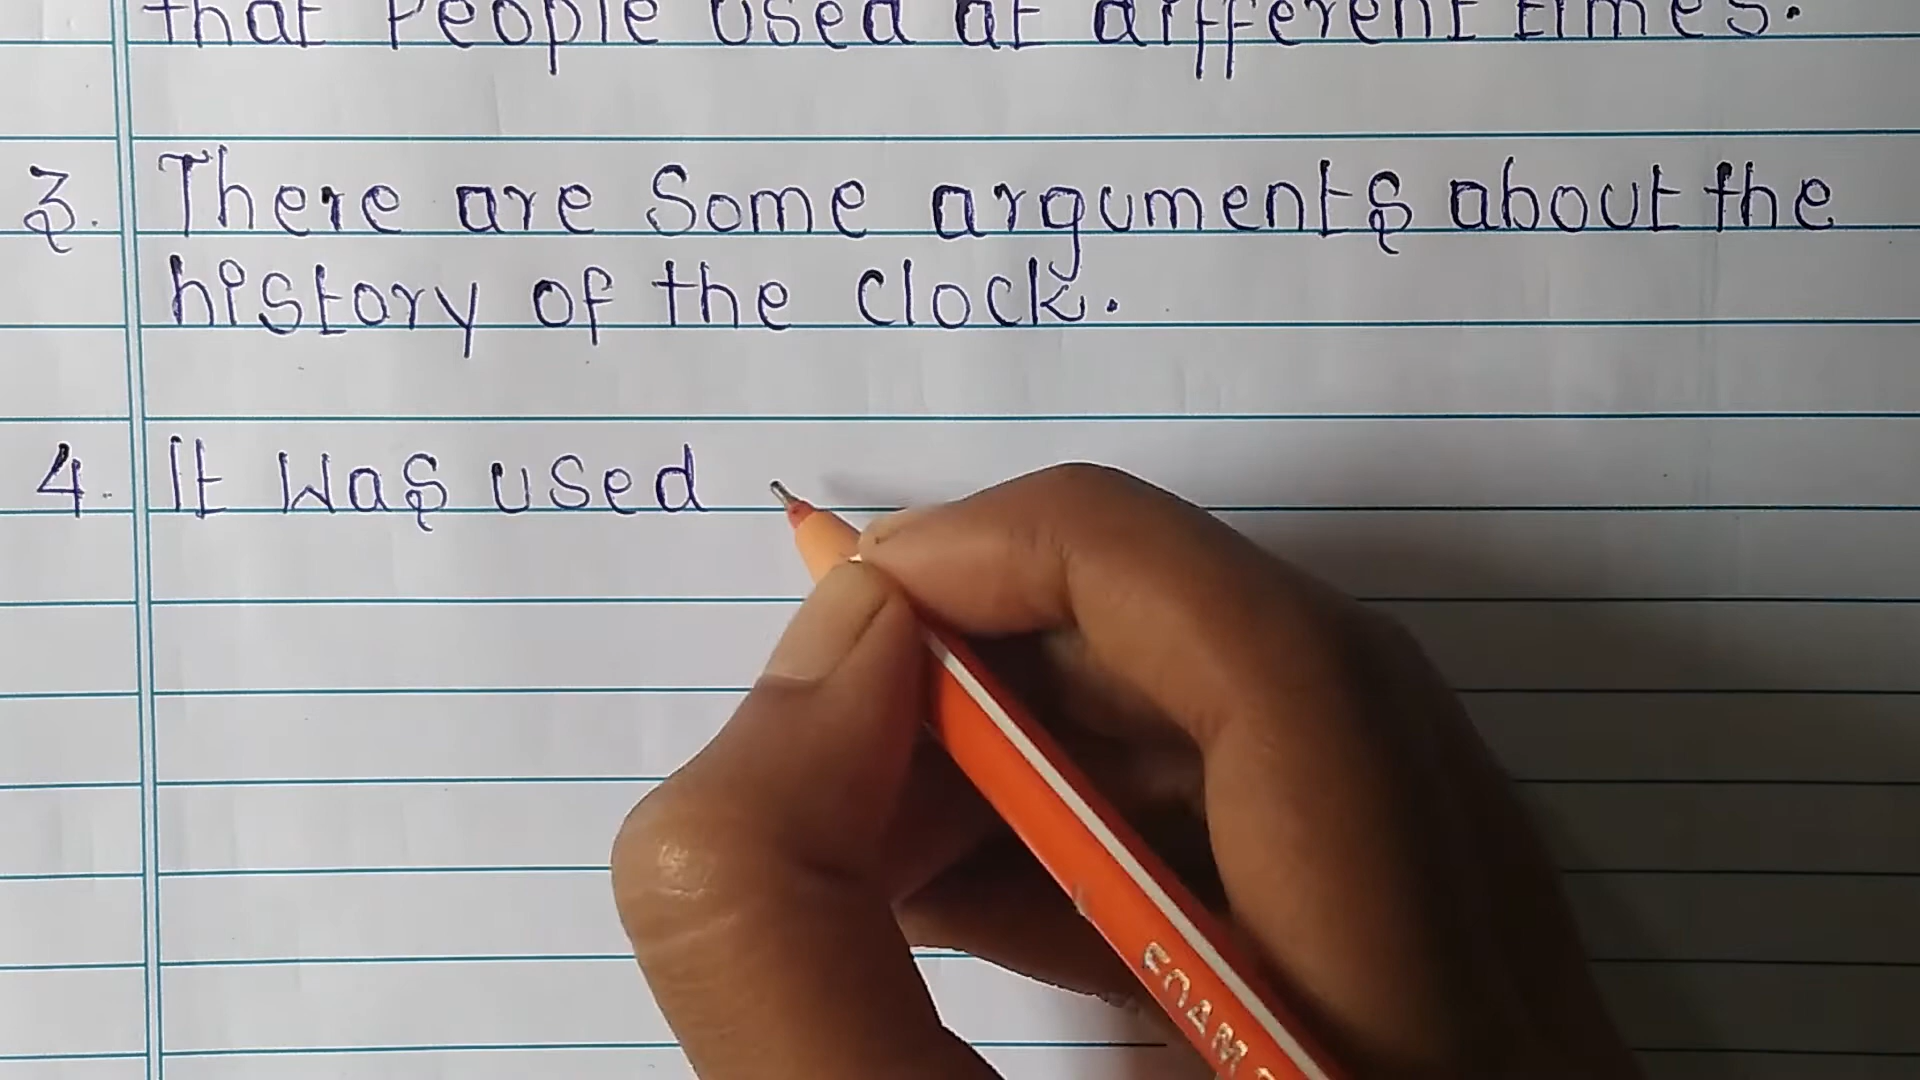 that People used at different times.
3. There are Some arguments about the
history of the clock.
4. It Was used
FOAM